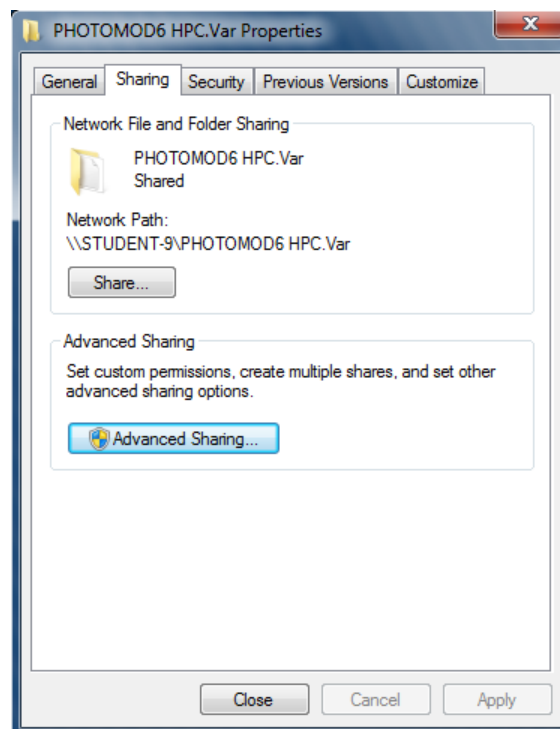 PHOTOMOD6 HPC.Var Properties
General Sharing Security Previous Versions Customize
Network File and Folder Sharing
PHOTOMOD6 HPC.Var
Shared
Network Path:
\\STUDENT-9\PHOTOMOD6 HPC.Var
Share...
Advanced Sharing
Set custom permissions, create multiple shares, and set other
advanced sharing options.
Advanced Sharing...
Close Cancel Apply